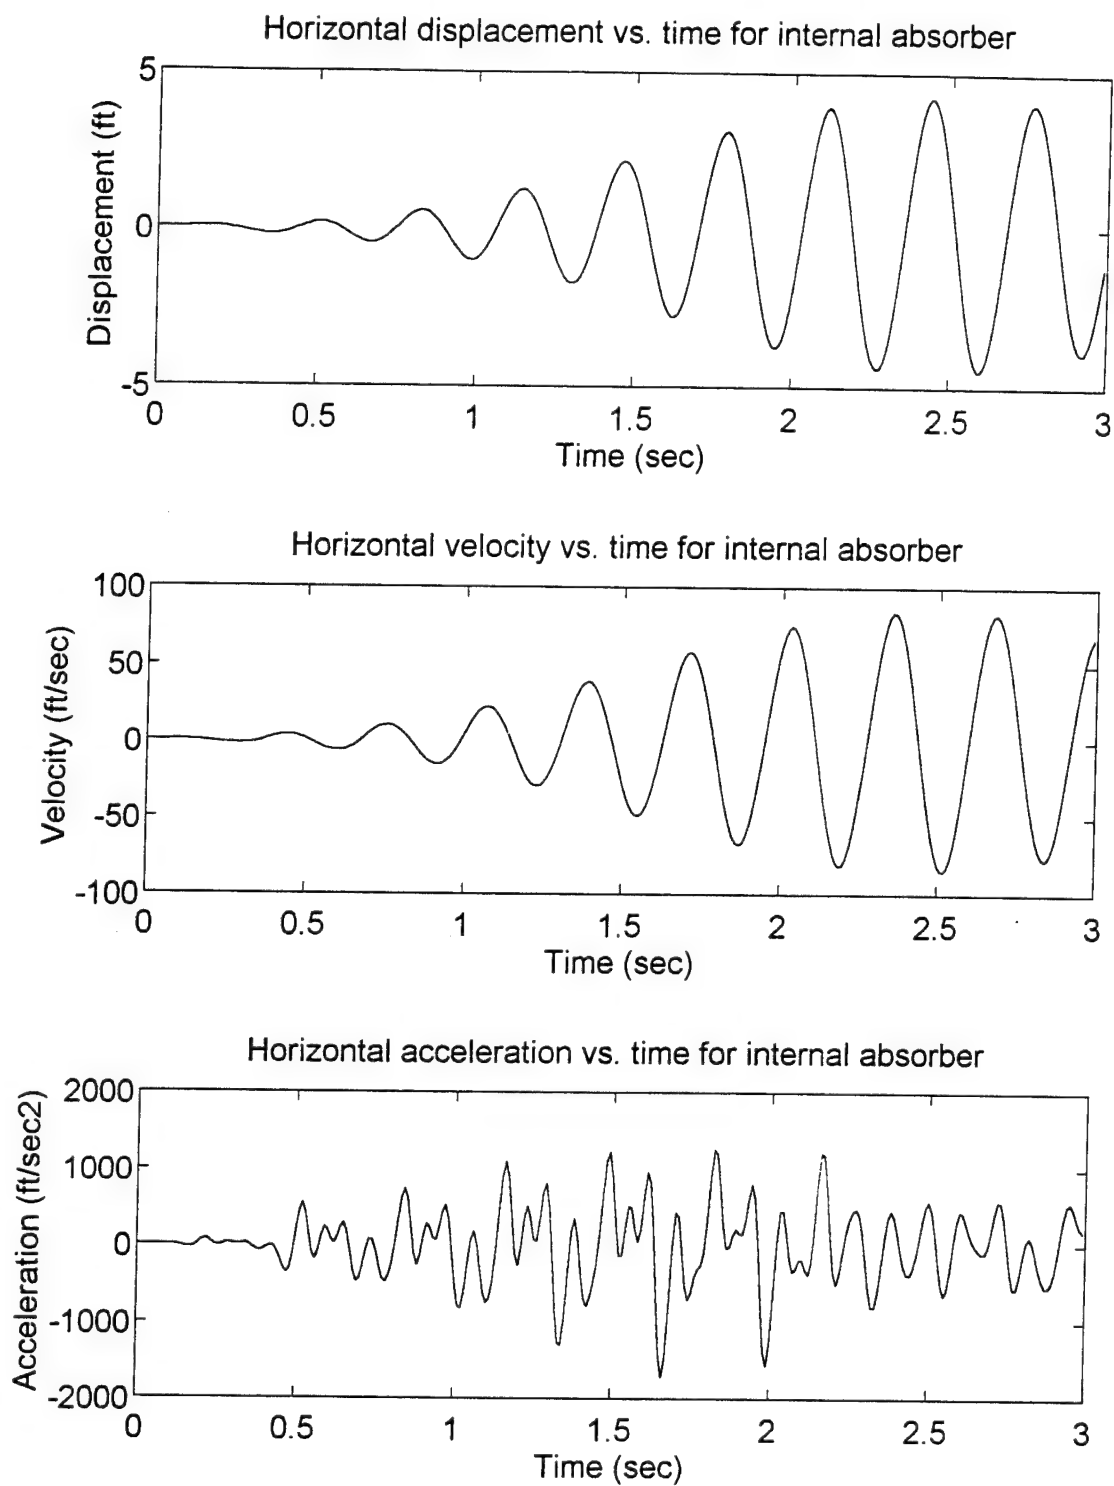 Horizontal displacement vs. time for internal absorber
5
0
-5
Displacement (ft)
0 0.5 1 1.5 2 2.5 3
Time (sec)
Horizontal velocity vs. time for internal absorber
100
50
0
-50
-100
Velocity (ft/sec)
0 0.5 1 1.5 2 2.5 3
Time (sec)
Horizontal acceleration vs. time for internal absorber
2000
1000
0
-1000
-2000
Acceleration (ft/sec2)
0 0.5 1 1.5 2 2.5 3
Time (sec)